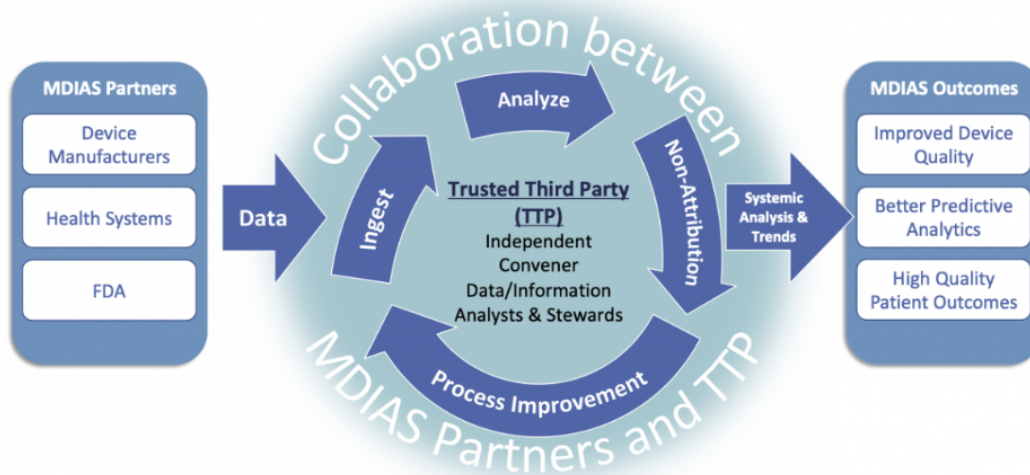 MDIAS Partners
Device
Manufacturers
Health Systems
FDA
Data
Collaboration between
MDIAS Partners and TTP
Ingest
Analyze
Non-Attribution
Process Improvement
Trusted Third Party
(TTP)
Independent
Convener
Data/Information
Analysts & Stewards
Systemic
Analysis &
Trends
MDIAS Outcomes
Improved Device
Quality
Better Predictive
Analytics
High Quality
Patient Outcomes